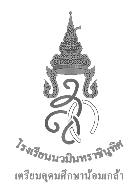 โรงเรียนนวมินทราชินูทิศ
เตรียมอุดมศึกษาน้อมเกล้า